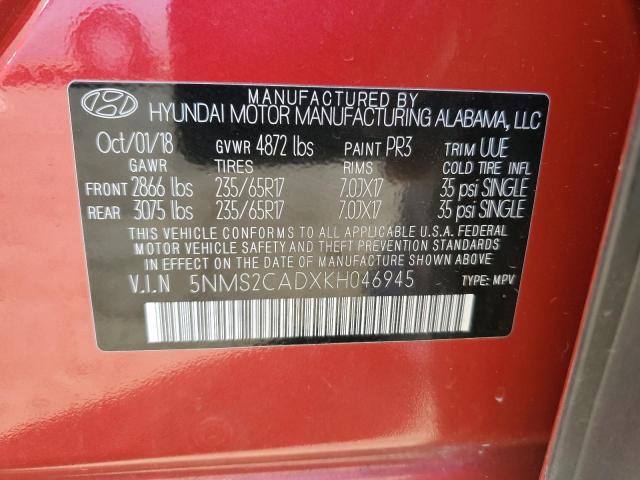 MANUFACTURED BY
HYUNDAI MOTOR MANUFACTURING ALABAMA, LLC
Oct/01/18 GVWR 4872 lbs PAINT PR3 TRIM UUE
GAWR TIRES RIMS COLD TIRE INFL
FRONT 2866 lbs 235/65R17 7.0JX17 35 psi SINGLE
REAR 3075 lbs 235/65R17 7.0JX17 35 psi SINGLE
THIS VEHICLE CONFORMS TO ALL APPLICABLE U.S.A. FEDERAL
MOTOR VEHICLE SAFETY AND THEFT PREVENTION STANDARDS
IN EFFECT ON THE DATE OF MANUFACTURE SHOWN ABOVE.
V.I.N 5NMS2CADXKH046945 TYPE: MPV